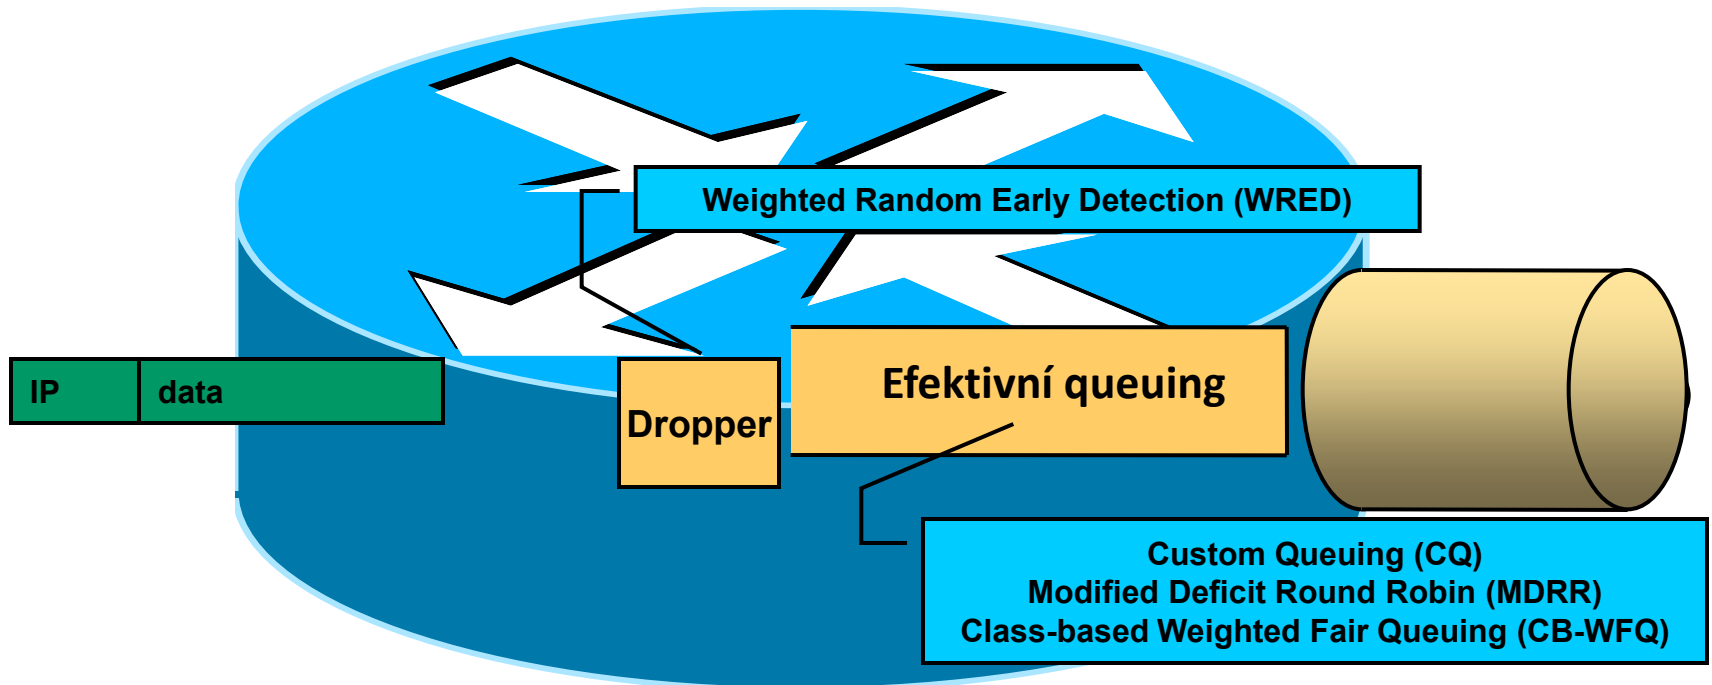 Weighted Random Early Detection (WRED)
IP data
Dropper
Efektivní queuing
Custom Queuing (CQ)
Modified Deficit Round Robin (MDRR)
Class-based Weighted Fair Queuing (CB-WFQ)